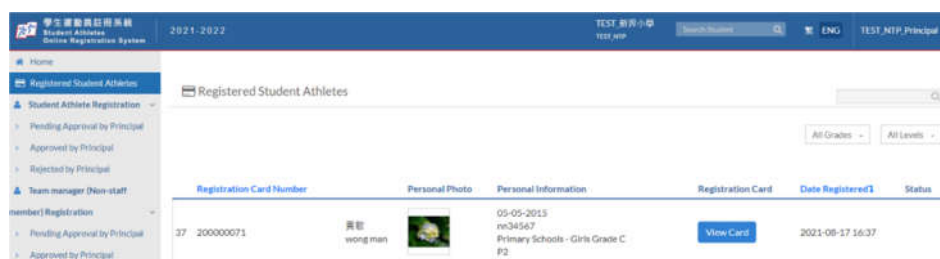 學生運動員註冊系統
Student Athletes
Online Registration System
2021-2022
TEST_新界小學
TEST_NTP
Search Student
繁 ENG
TEST_NTP_Principal
Home
Registered Student Athletes
Student Athlete Registration
Pending Approval by Principal
Approved by Principal
Rejected by Principal
Team manager (Non-staff
member) Registration
Pending Approval by Principal
Approved by Principal
Registered Student Athletes
All Grades
All Levels
Registration Card Number
Personal Photo
Personal Information
Registration Card
Date Registered
Status
37
200000071
wong man
05-05-2015
nn34567
Primary Schools - Girls Grade C
P2
View Card
2021-08-17 16:37